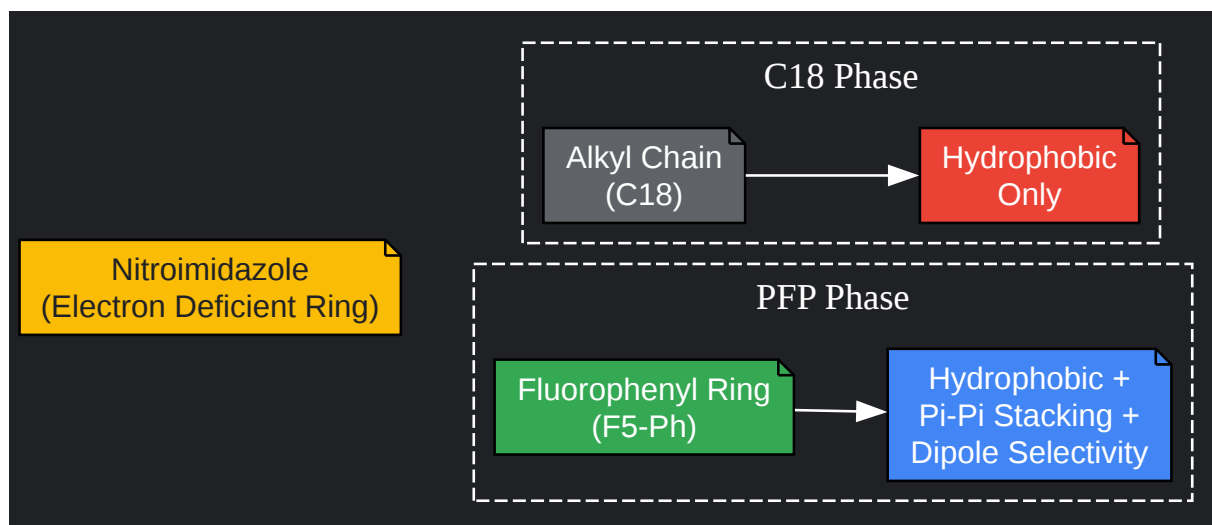 C18 Phase
Alkyl Chain
(C18)
Hydrophobic
Only
Nitroimidazole
(Electron Deficient Ring)
PFP Phase
Fluorophenyl Ring
(F5-Ph)
Hydrophobic +
Pi-Pi Stacking +
Dipole Selectivity